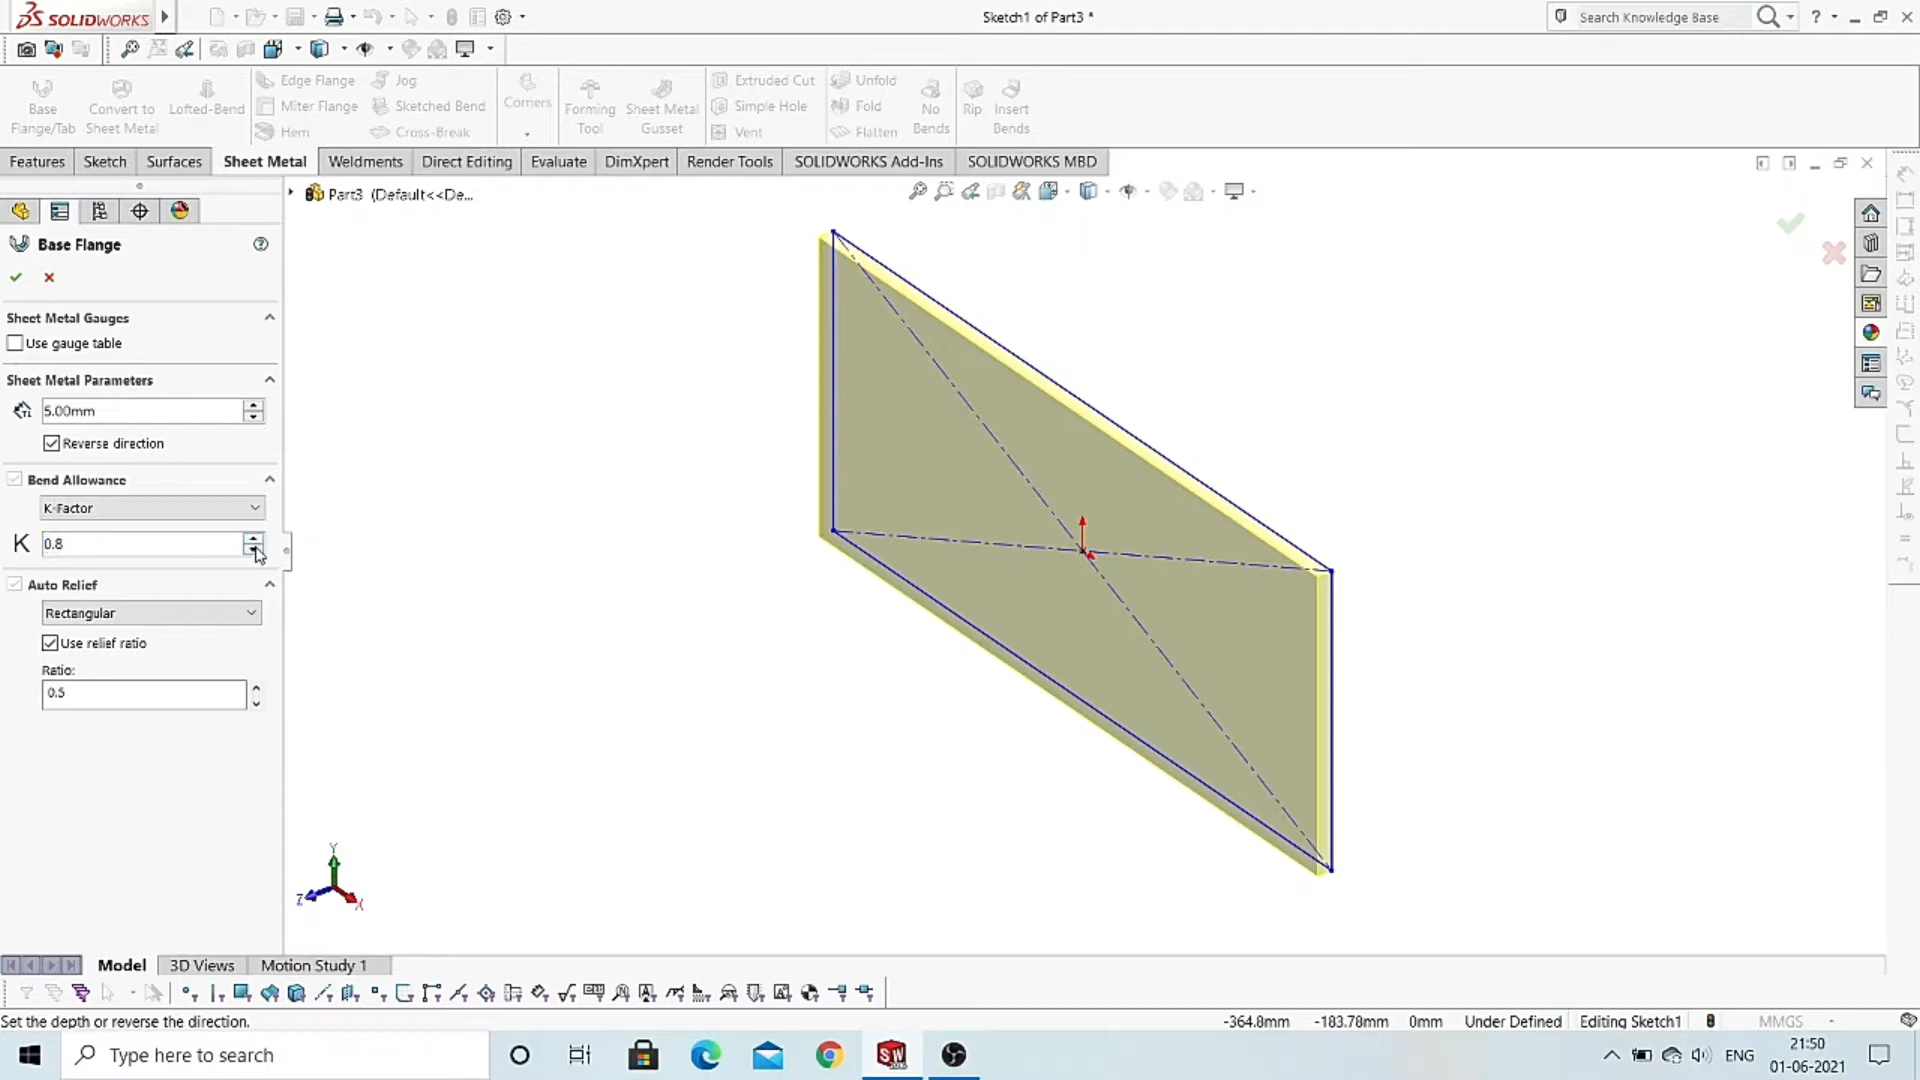 SOLIDWORKS
Sketch1 of Part3 *
Search Knowledge Base
?
Base Flange/Tab
Convert to Sheet Metal
Lofted-Bend
Edge Flange
Miter Flange
Hem
Jog
Sketched Bend
Cross-Break
Corners
Forming Tool
Sheet Metal Gusset
Extruded Cut
Simple Hole
Vent
Unfold
Fold
Flatten
No Bends
Rip
Insert Bends
Features
Sketch
Surfaces
Sheet Metal
Weldments
Direct Editing
Evaluate
DimXpert
Render Tools
SOLIDWORKS Add-Ins
SOLIDWORKS MBD
Part3 (Default<<De...
Base Flange
Sheet Metal Gauges
Use gauge table
Sheet Metal Parameters
5.00mm
Reverse direction
Bend Allowance
K-Factor
K
0.8
Auto Relief
Rectangular
Use relief ratio
Ratio:
0.5
Y
Z
X
Model
3D Views
Motion Study 1
Set the depth or reverse the direction.
-364.8mm
-183.78mm
0mm
Under Defined
Editing Sketch1
MMGS
-
Type here to search
ENG
21:50
01-06-2021